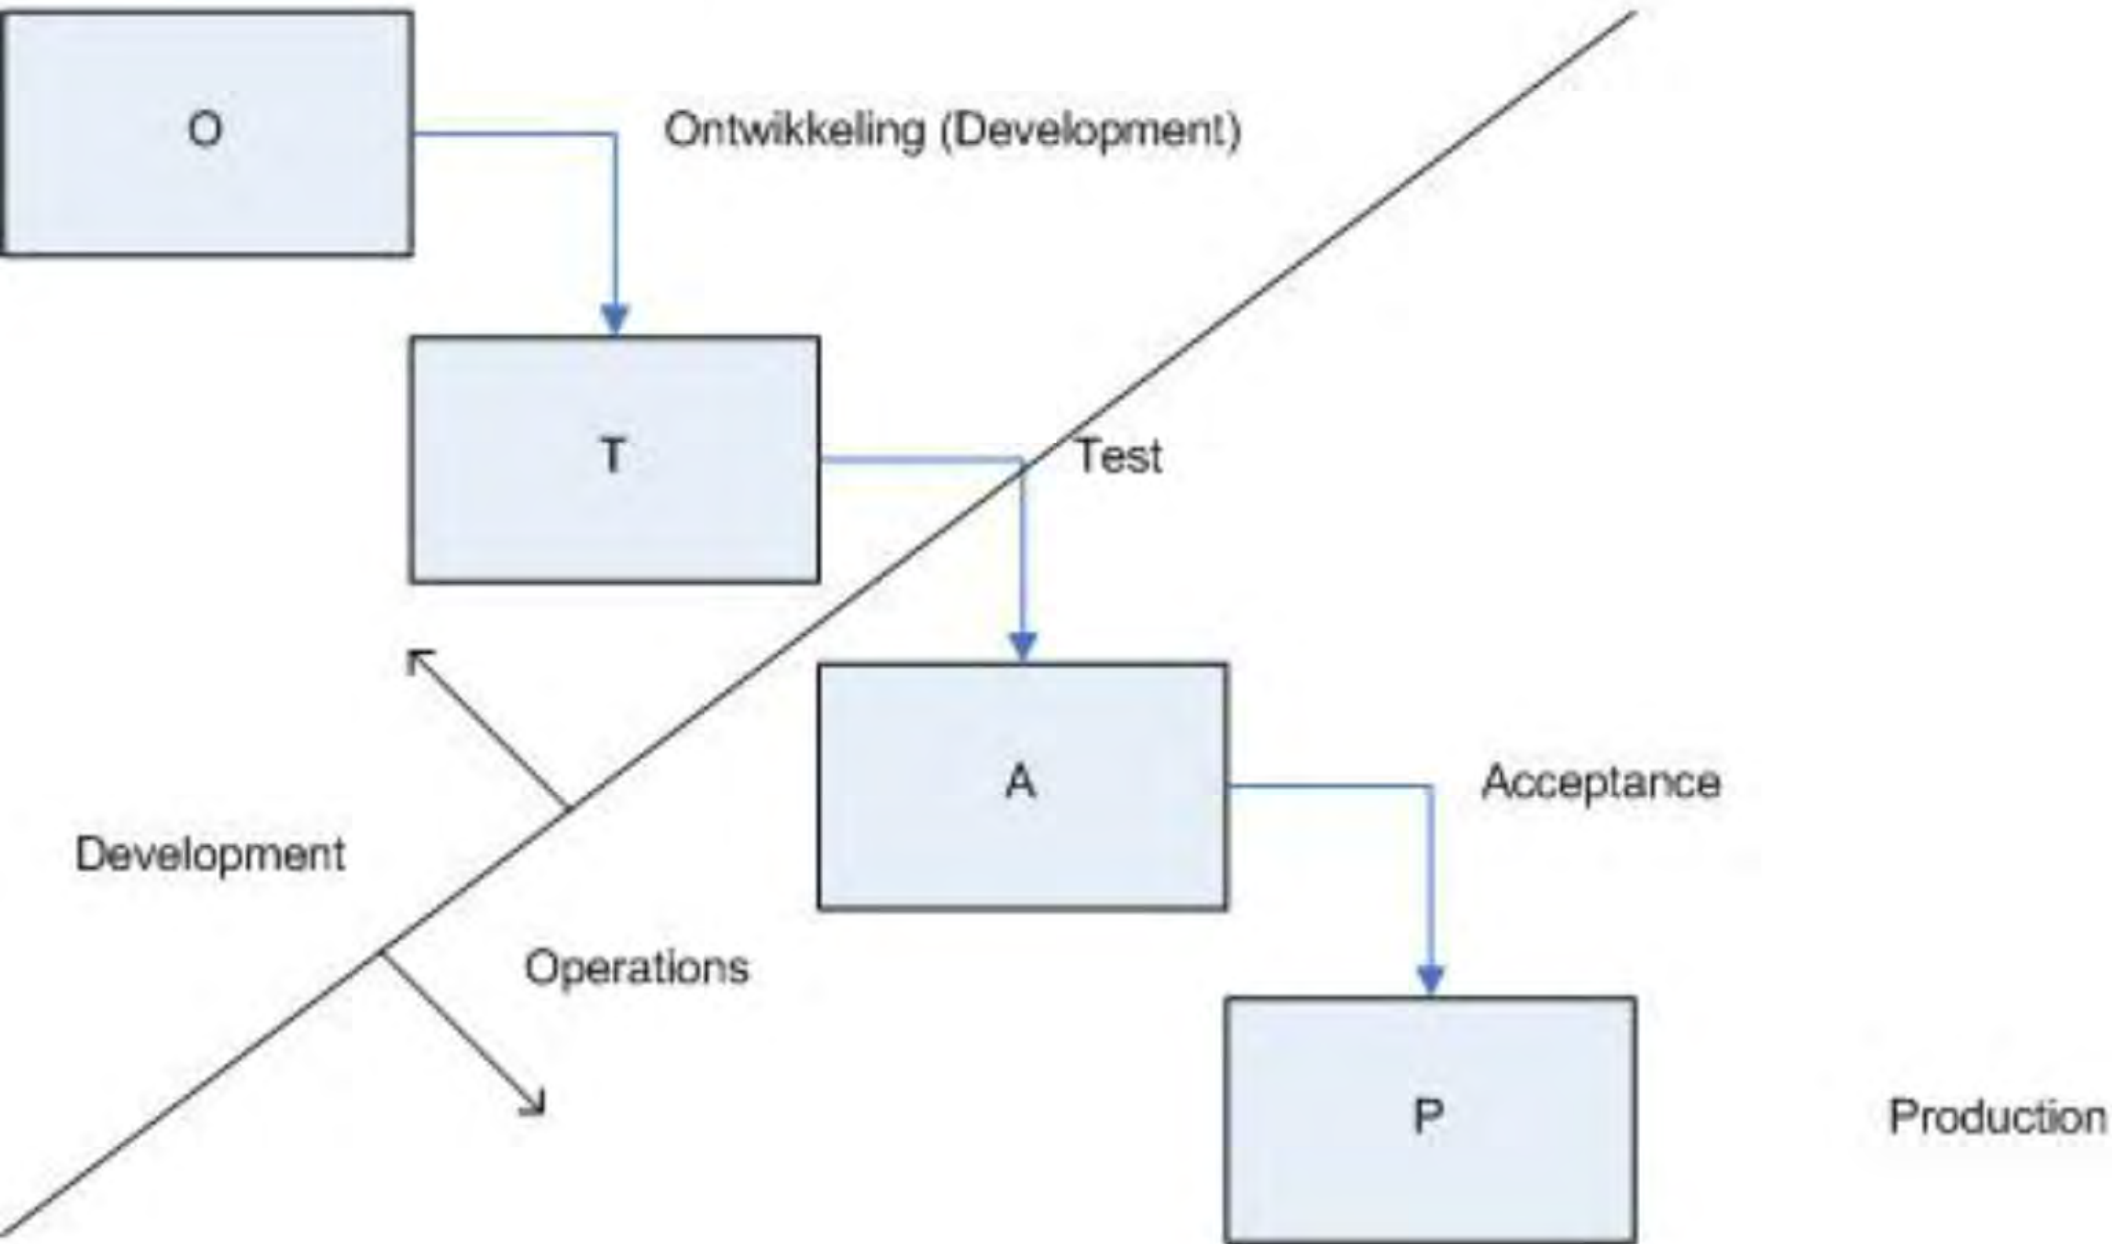 O
Ontwikkeling (Development)
T
Test
A
Acceptance
Development
Operations
P
Production